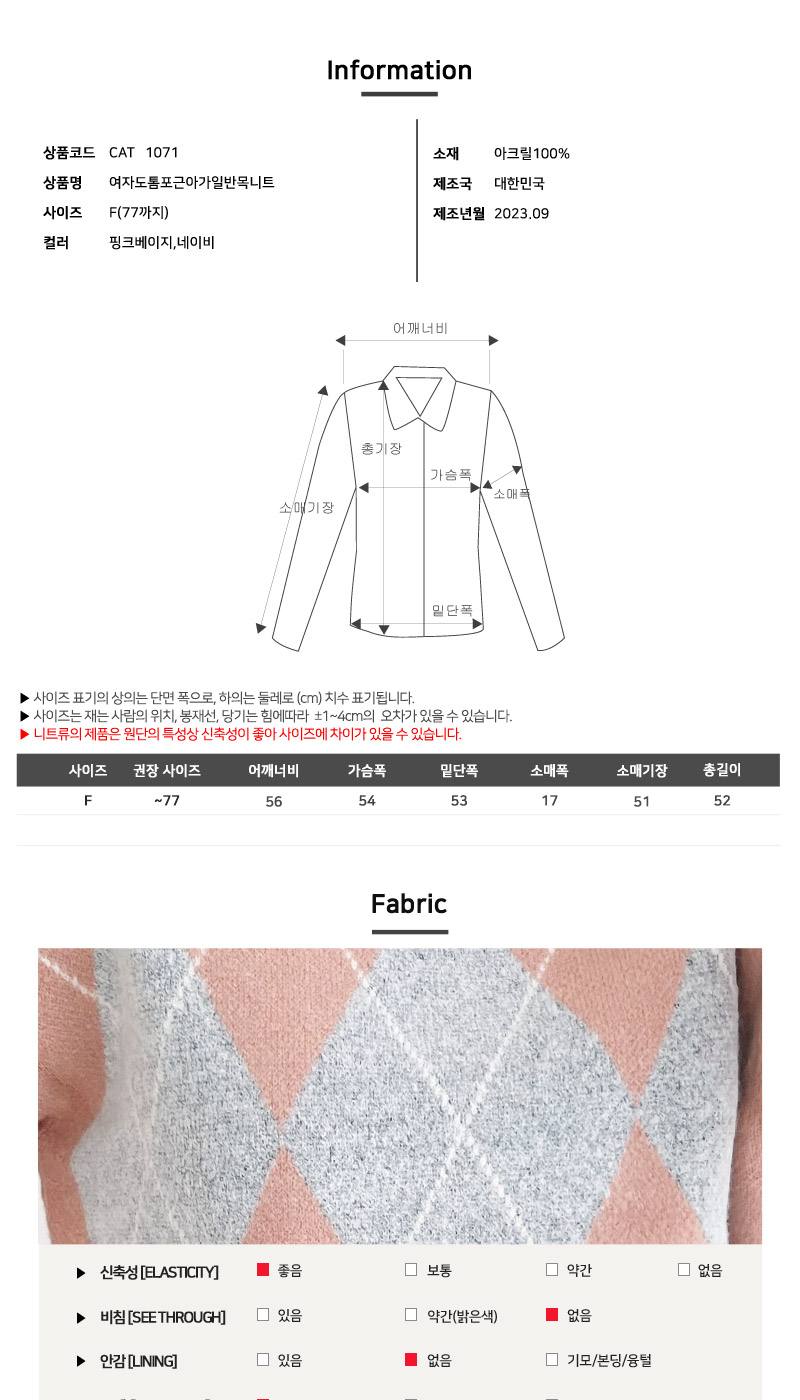 Information
상품코드 CAT 1071
상품명 여자도톰포근아가일반목니트
사이즈 F(77까지)
컬러 핑크베이지,네이비
소재 아크릴100%
제조국 대한민국
제조년월 2023.09
어깨너비
총기장
가슴폭
소매폭
소매기장
밑단폭
▶ 사이즈 표기의 상의는 단면 폭으로, 하의는 둘레로 (cm) 치수 표기됩니다.
▶ 사이즈는 재는 사람의 위치, 봉재선, 당기는 힘에따라 ±1~4cm의 오차가 있을 수 있습니다.
▶ 니트류의 제품은 원단의 특성상 신축성이 좋아 사이즈에 차이가 있을 수 있습니다.
사이즈 권장 사이즈 어깨너비 가슴폭 밑단폭 소매폭 소매기장 총길이
F ~77 56 54 53 17 51 52
Fabric
▶ 신축성 [ELASTICITY] 좋음 보통 약간 없음
▶ 비침 [SEE THROUGH] 있음 약간(밝은색) 없음
▶ 안감 [LINING] 있음 없음 기모/본딩/융털